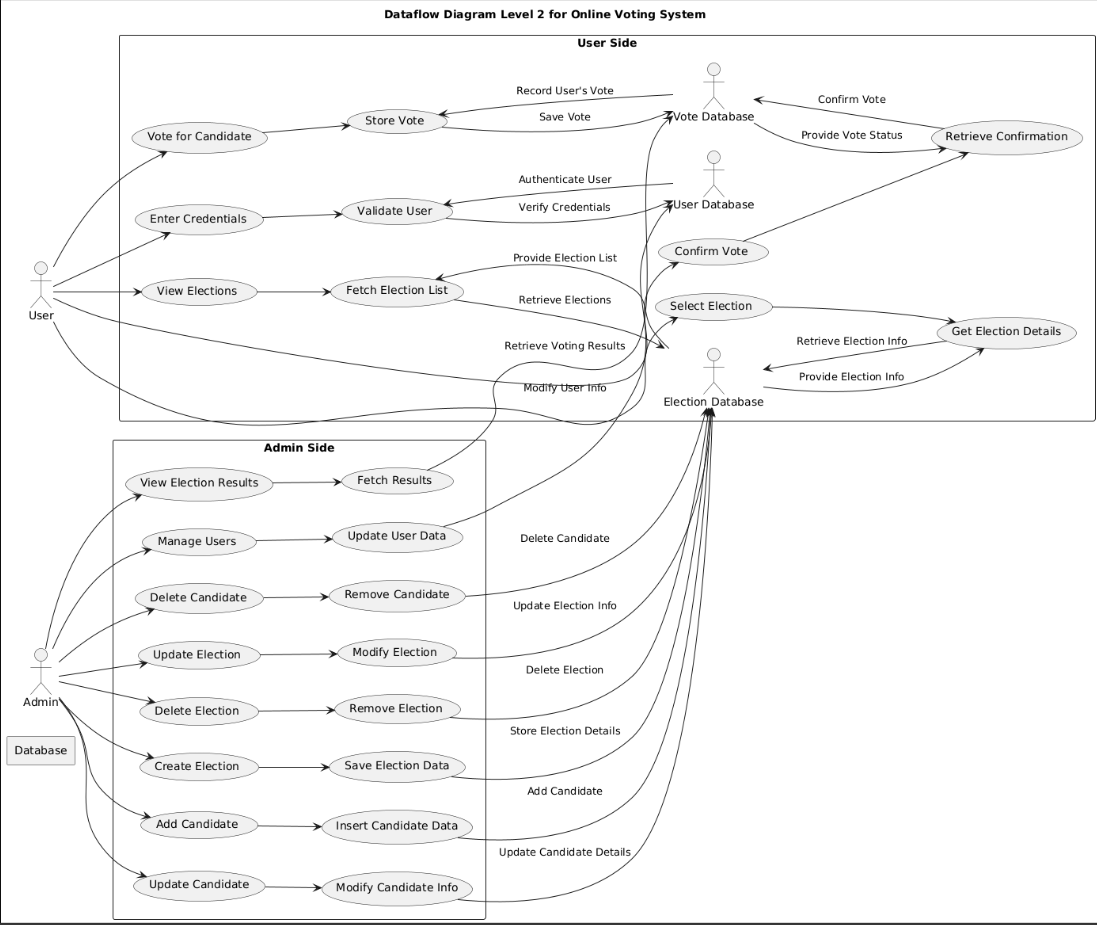 Dataflow Diagram Level 2 for Online Voting System
User Side
Record User's Vote
Confirm Vote
Vote for Candidate
Store Vote
Save Vote
Vote Database
Provide Vote Status
Retrieve Confirmation
Authenticate User
Enter Credentials
Validate User
Verify Credentials
User Database
Confirm Vote
Provide Election List
View Elections
Fetch Election List
Retrieve Elections
Select Election
User
Get Election Details
Retrieve Voting Results
Retrieve Election Info
Modify User Info
Provide Election Info
Election Database
Admin Side
View Election Results
Fetch Results
Manage Users
Update User Data
Delete Candidate
Delete Candidate
Remove Candidate
Update Election Info
Update Election
Modify Election
Delete Election
Admin
Delete Election
Remove Election
Store Election Details
Database
Create Election
Save Election Data
Add Candidate
Add Candidate
Insert Candidate Data
Update Candidate Details
Update Candidate
Modify Candidate Info